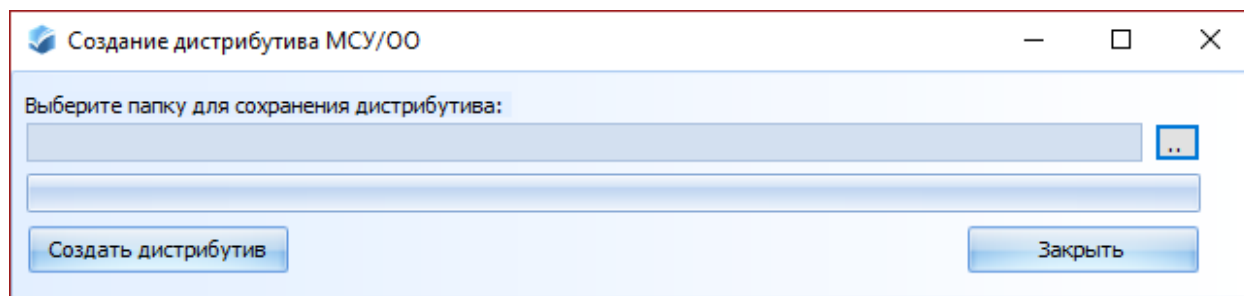 Создание дистрибутива МСУ/ОО
Выберите папку для сохранения дистрибутива:
..
Создать дистрибутив
Закрыть